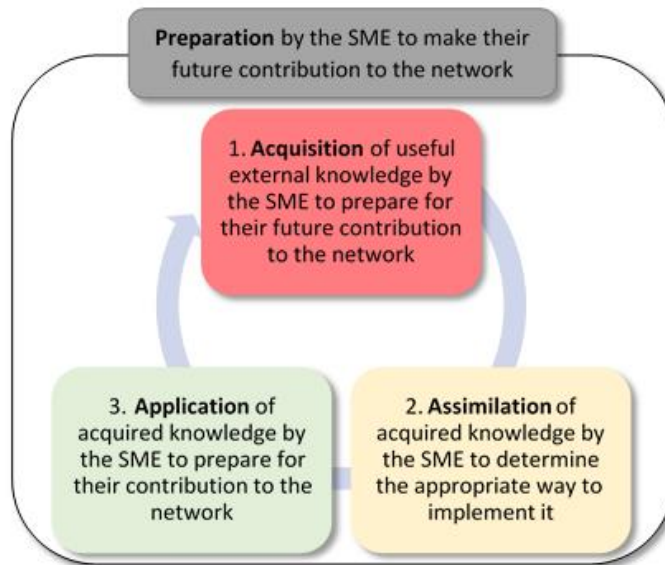 Preparation by the SME to make their
future contribution to the network
1. Acquisition of useful
external knowledge by
the SME to prepare for
their future contribution
to the network
3. Application of
acquired knowledge by
the SME to prepare for
their contribution to the
network
2. Assimilation of
acquired knowledge by
the SME to determine
the appropriate way to
implement it